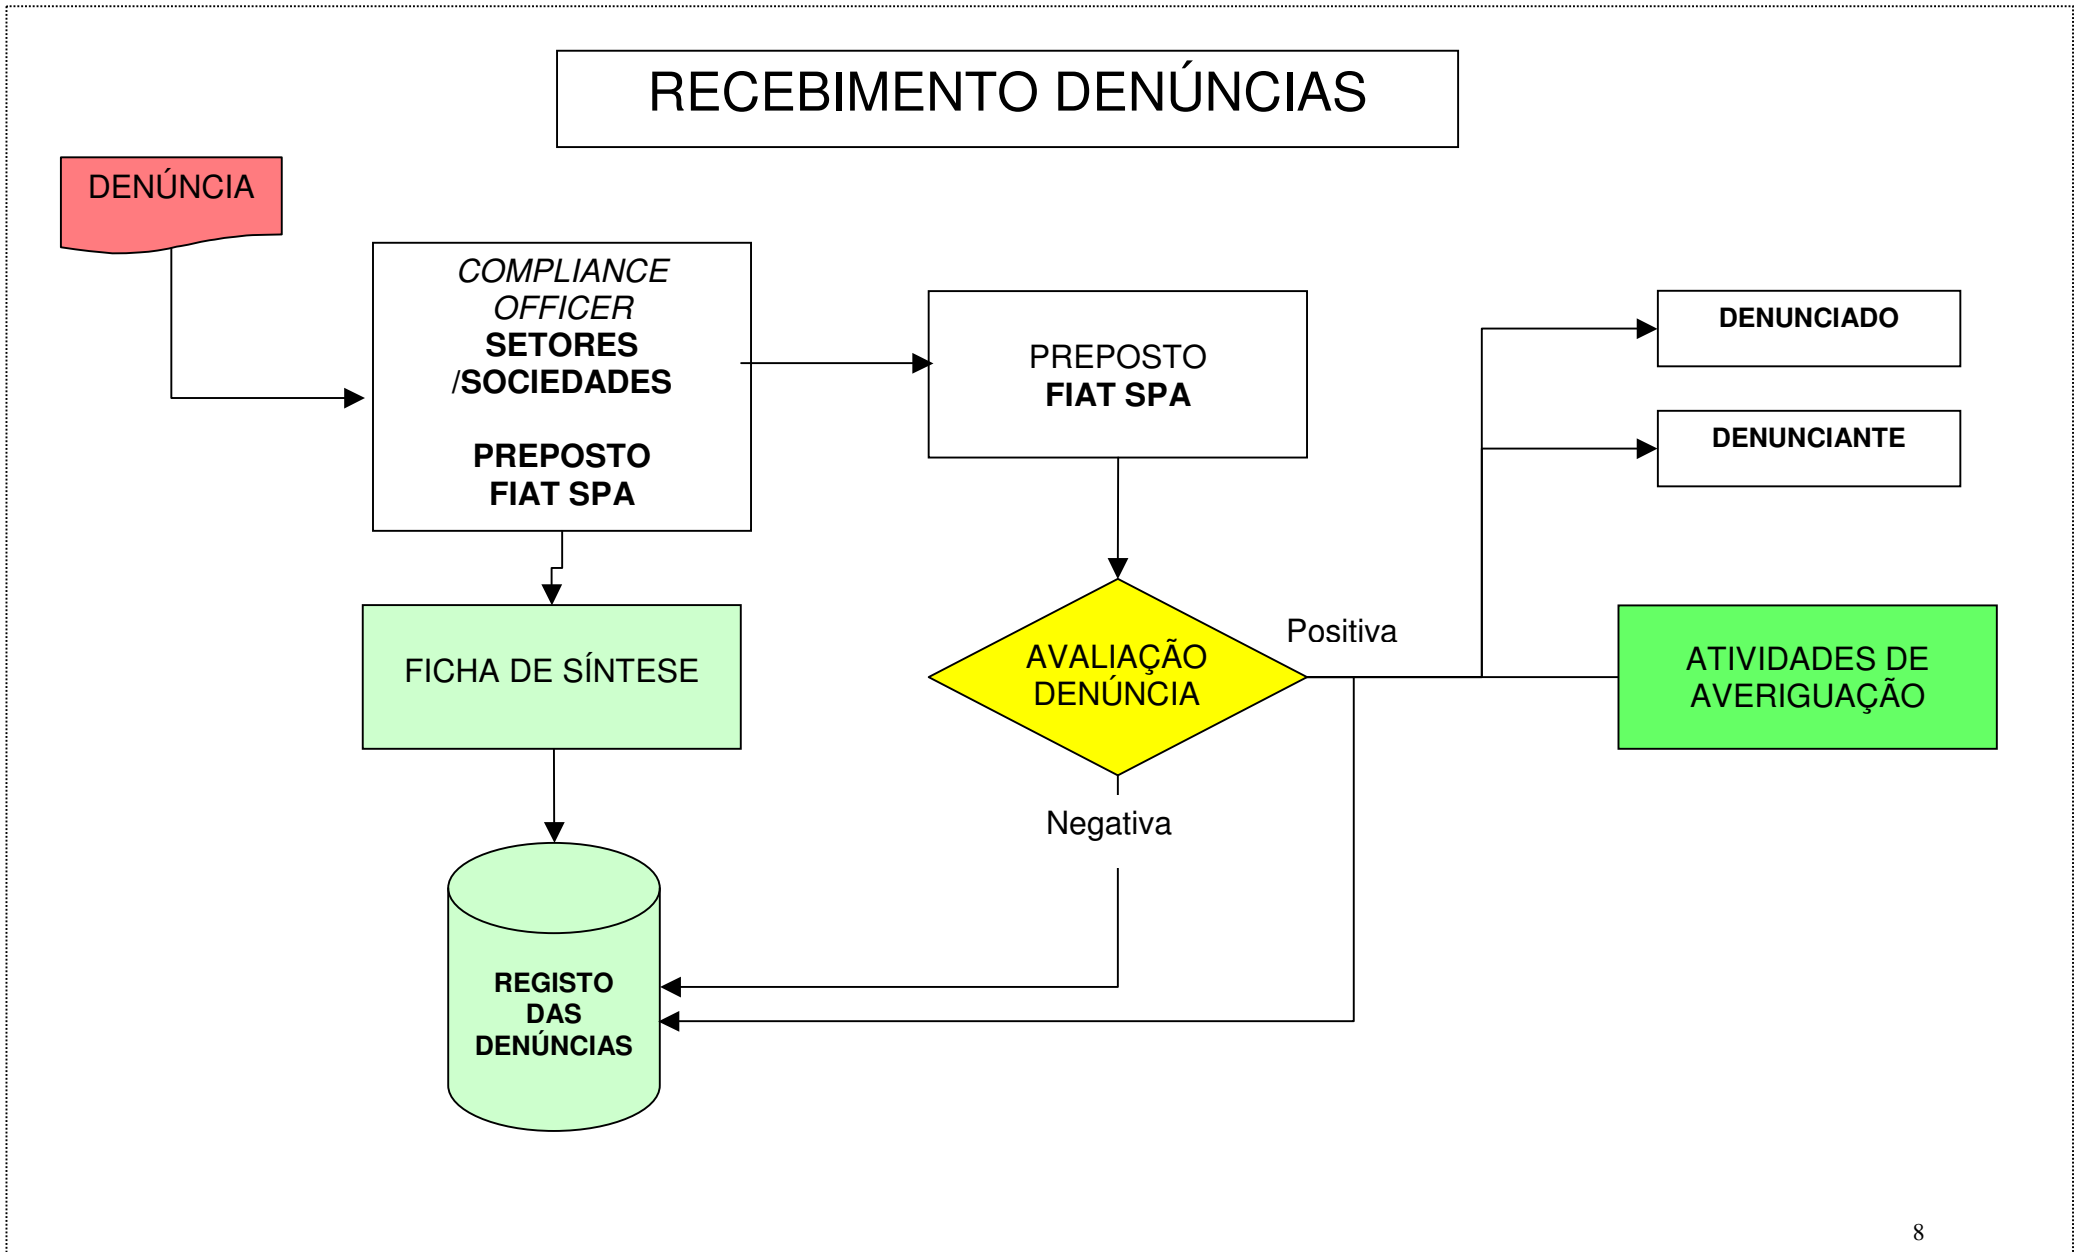 RECEBIMENTO DENÚNCIAS
DENÚNCIA
COMPLIANCE
OFFICER
SETORES
/SOCIEDADES
PREPOSTO
FIAT SPA
PREPOSTO
FIAT SPA
DENUNCIADO
DENUNCIANTE
FICHA DE SÍNTESE
AVALIAÇÃO
DENÚNCIA
Positiva
ATIVIDADES DE
AVERIGUAÇÃO
Negativa
REGISTO
DAS
DENÚNCIAS
8